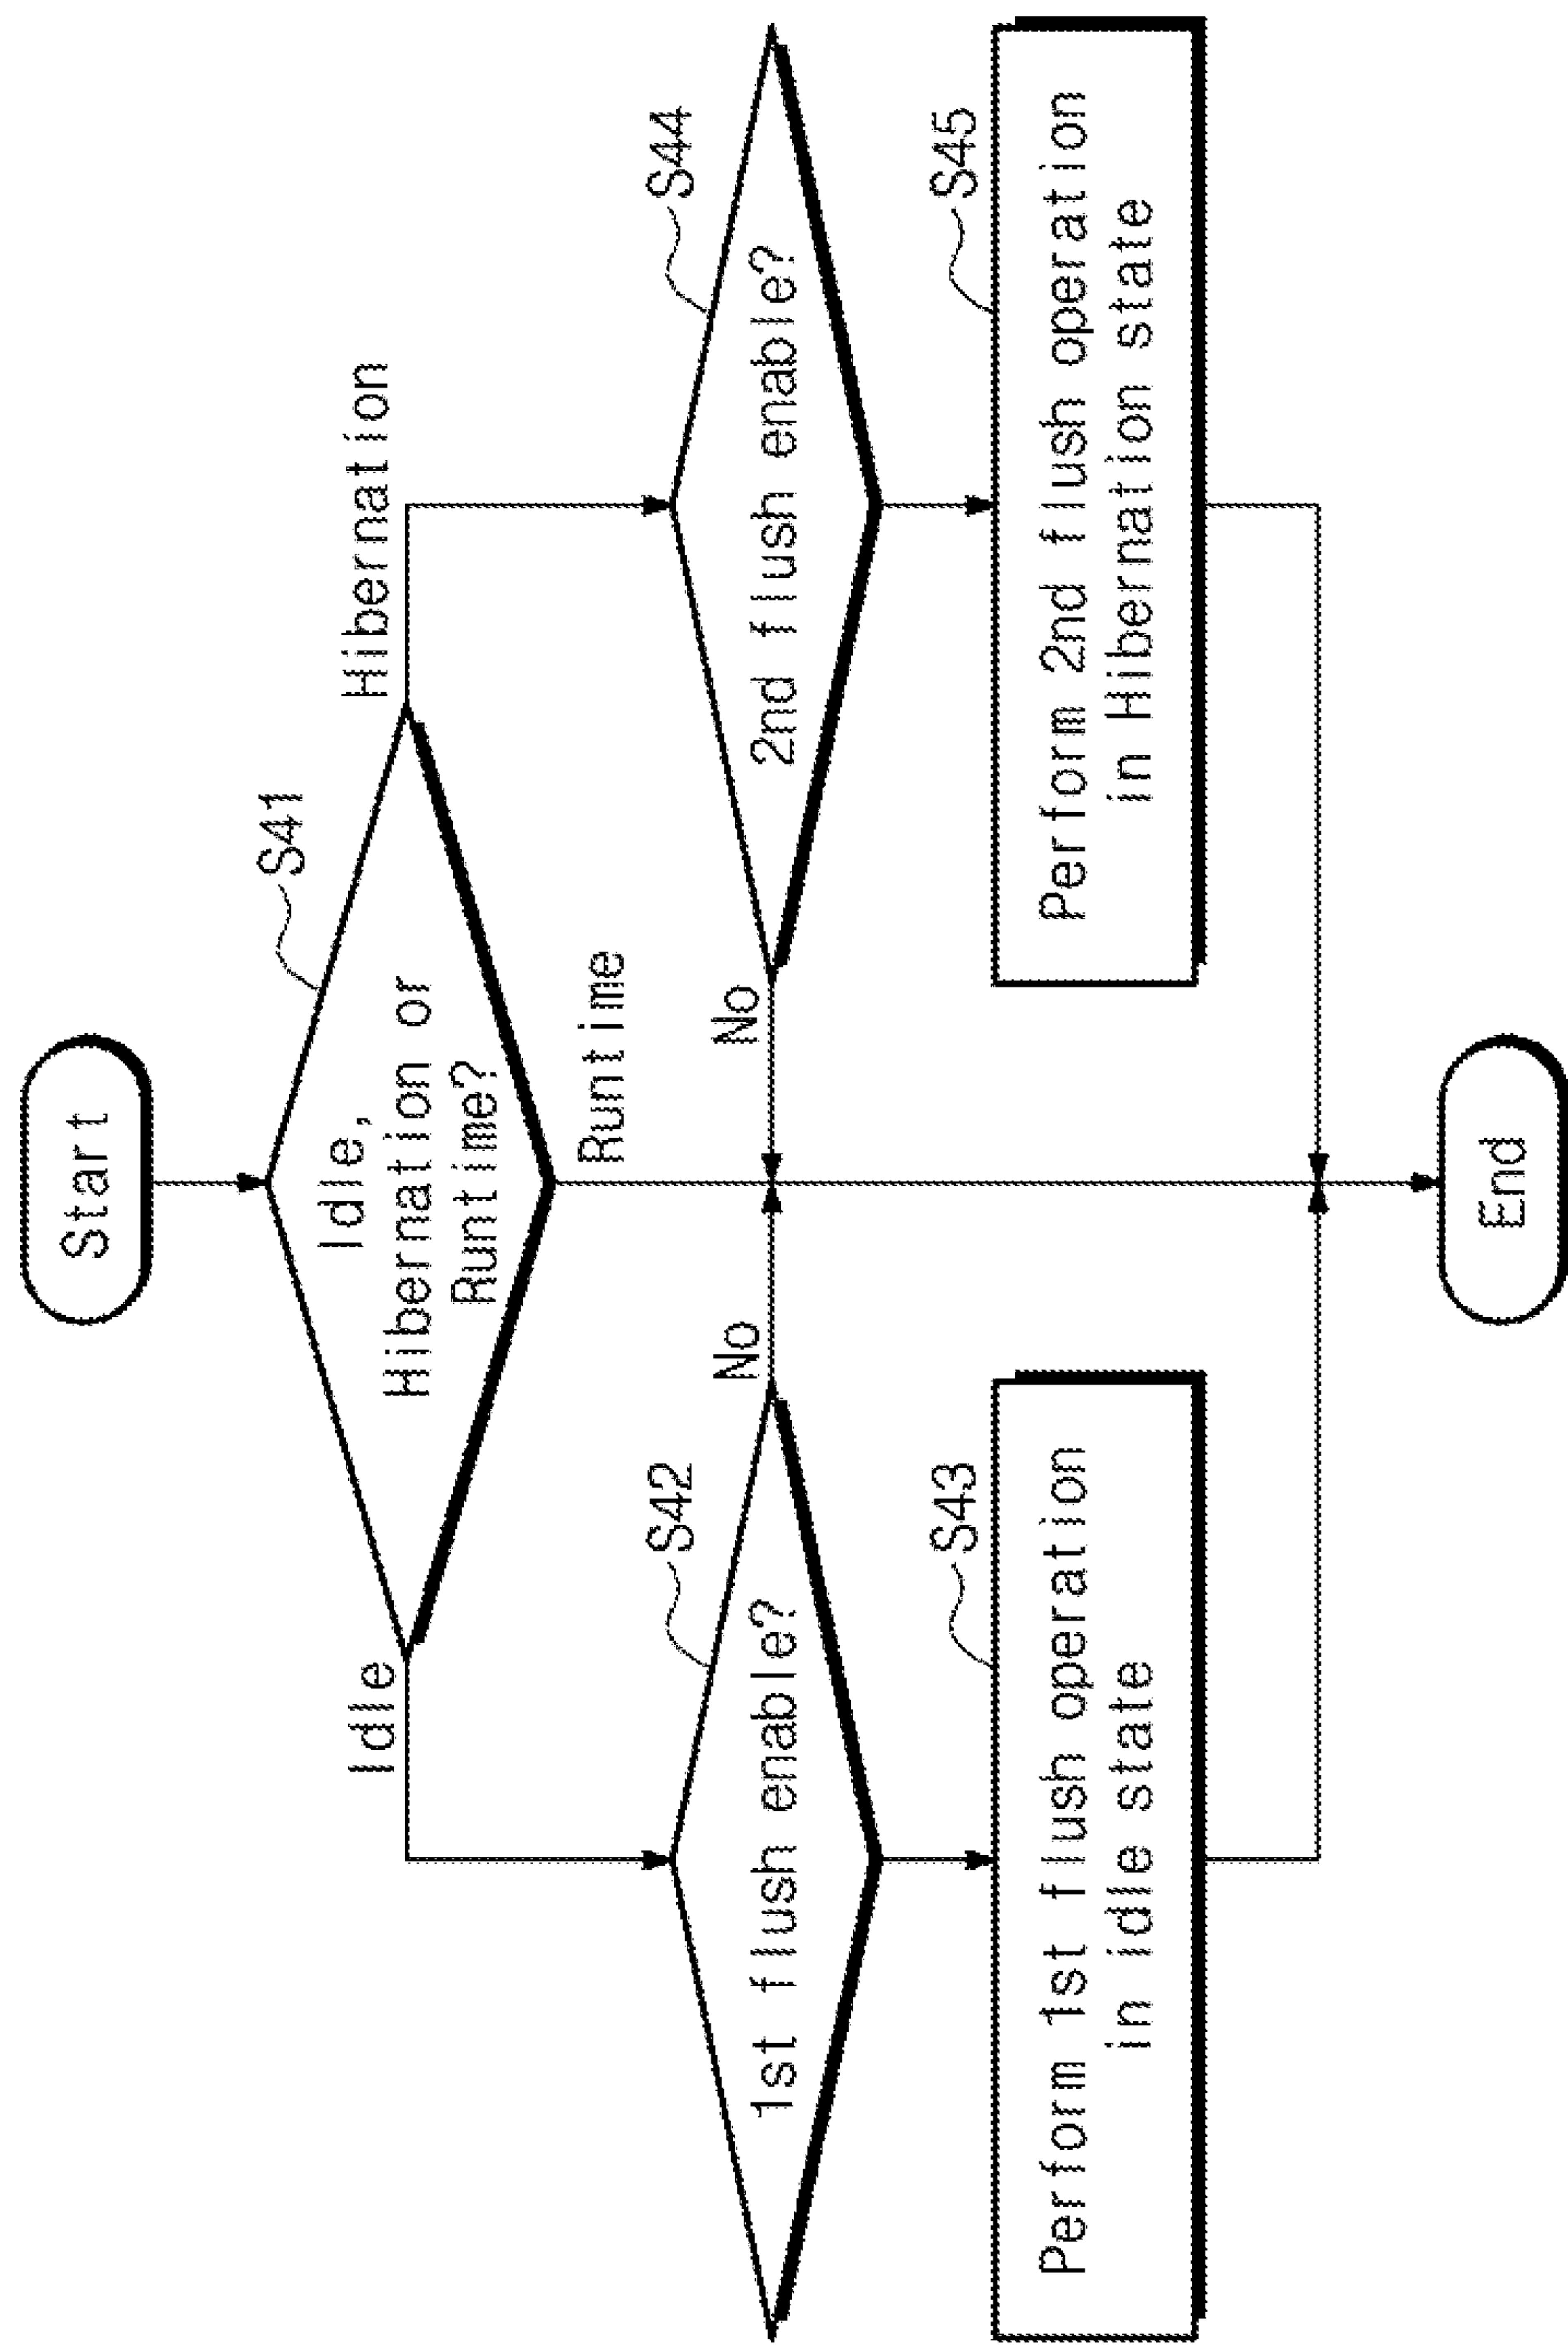 Start
S41
Idle,
Hibernation or
Runtime?
Idle
Hibernation
Runtime
S42
1st flush enable?
No
No
S44
2nd flush enable?
S43
Perform 1st flush operation
in idle state
S45
Perform 2nd flush operation
in Hibernation state
End